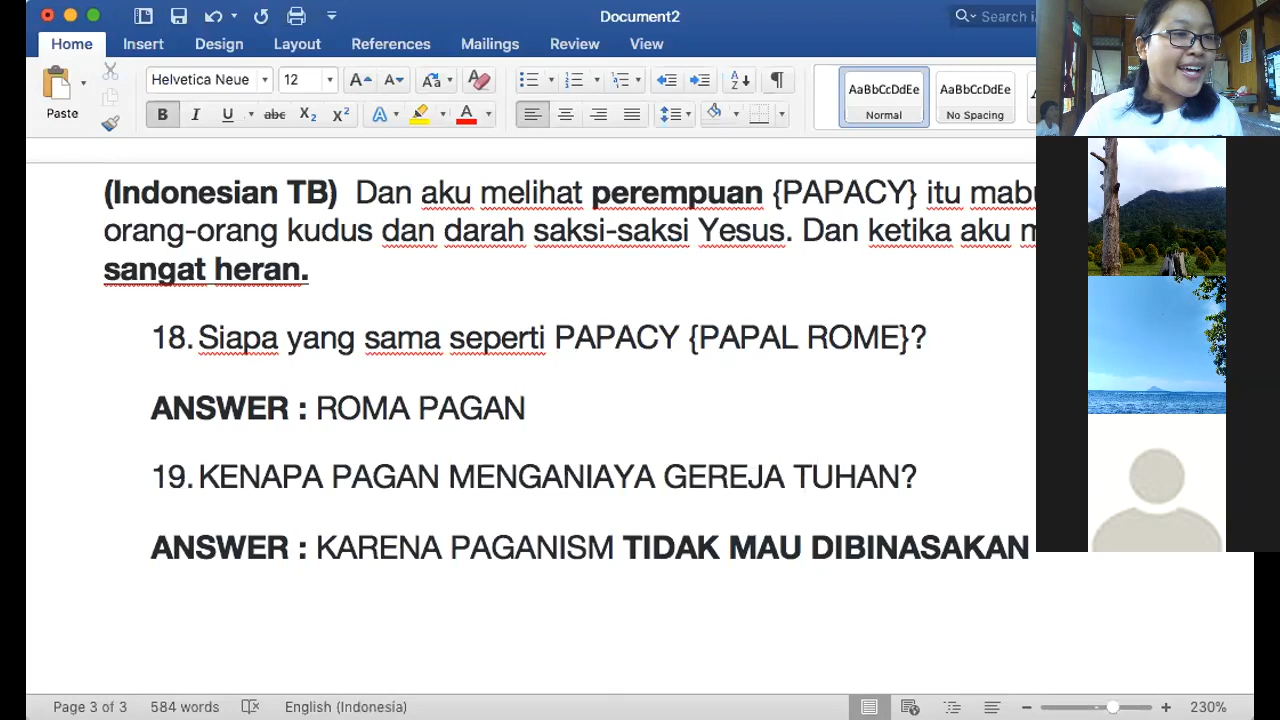 Document2
Search i
Home Insert Design Layout References Mailings Review View
Paste
Helvetica Neue 12
AaBbCcDdEe AaBbCcDdEe
Normal No Spacing
(Indonesian TB) Dan aku melihat perempuan {PAPACY} itu mabu
orang-orang kudus dan darah saksi-saksi Yesus. Dan ketika aku m
sangat heran.
18. Siapa yang sama seperti PAPACY {PAPAL ROME}?
ANSWER : ROMA PAGAN
19. KENAPA PAGAN MENGANIAYA GEREJA TUHAN?
ANSWER : KARENA PAGANISM TIDAK MAU DIBINASAKAN
Page 3 of 3 584 words English (Indonesia) 230%